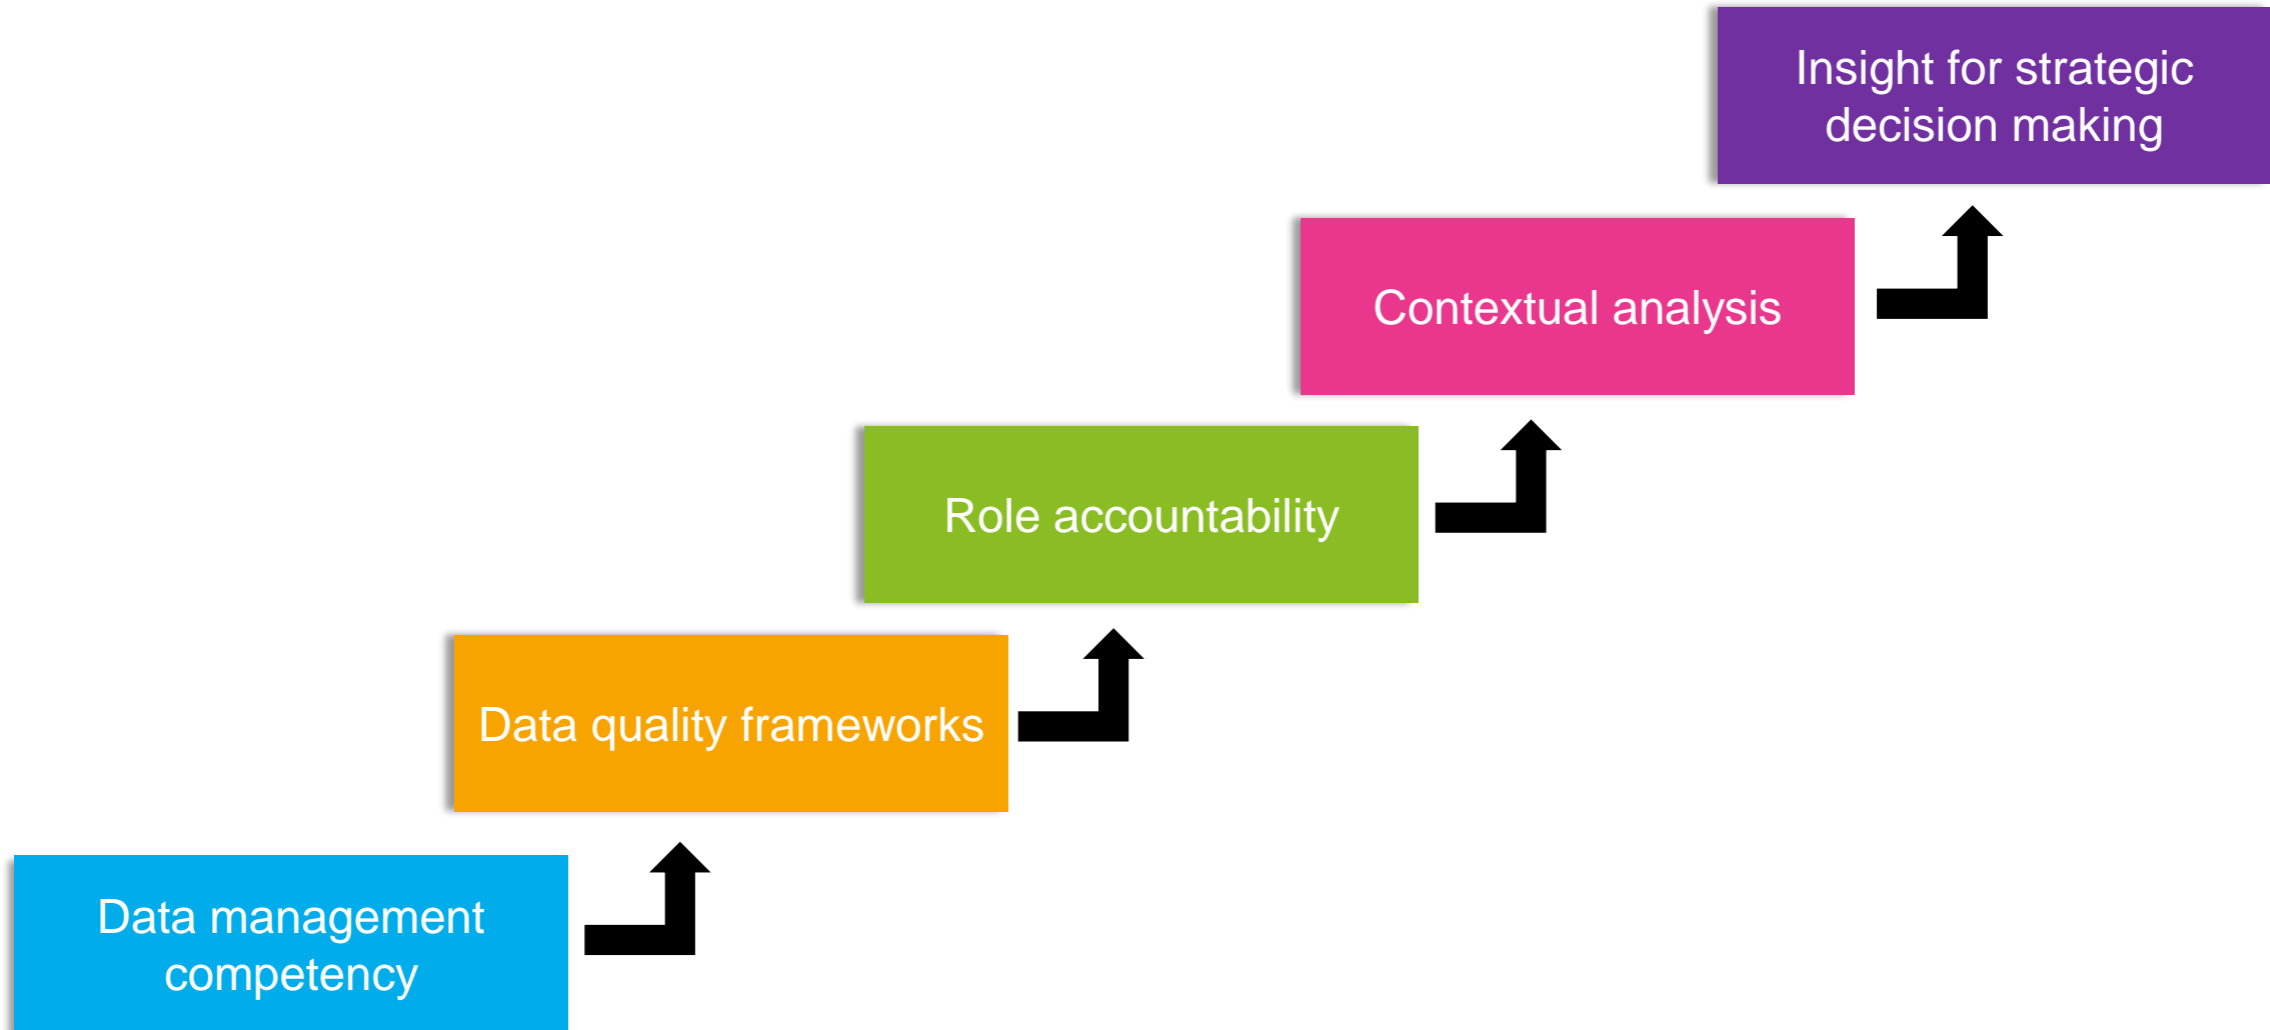 Insight for strategic
decision making
Contextual analysis
Role accountability
Data quality frameworks
Data management
competency